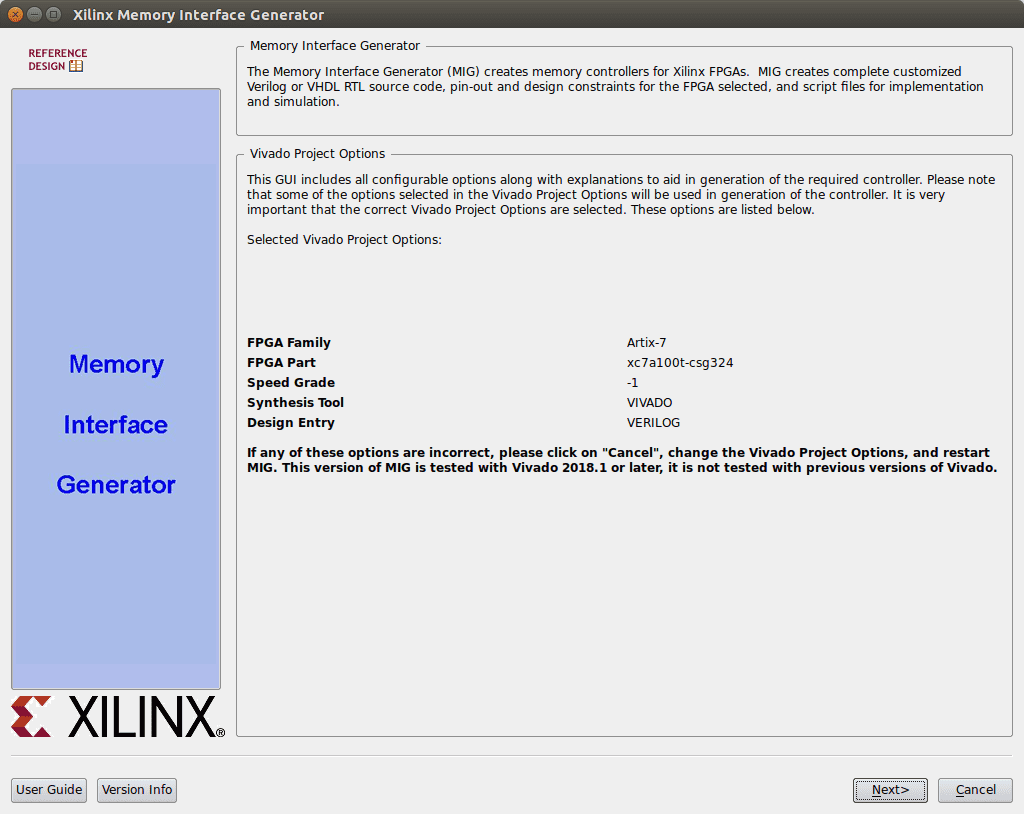 Xilinx Memory Interface Generator
REFERENCE
DESIGN
Memory
Interface
Generator
XILINX®
Memory Interface Generator
The Memory Interface Generator (MIG) creates memory controllers for Xilinx FPGAs.  MIG creates complete customized
Verilog or VHDL RTL source code, pin-out and design constraints for the FPGA selected, and script files for implementation
and simulation.
Vivado Project Options
This GUI includes all configurable options along with explanations to aid in generation of the required controller. Please note
that some of the options selected in the Vivado Project Options will be used in generation of the controller. It is very
important that the correct Vivado Project Options are selected. These options are listed below.
Selected Vivado Project Options:
FPGA Family Artix-7
FPGA Part xc7a100t-csg324
Speed Grade -1
Synthesis Tool VIVADO
Design Entry VERILOG
If any of these options are incorrect, please click on "Cancel", change the Vivado Project Options, and restart
MIG. This version of MIG is tested with Vivado 2018.1 or later, it is not tested with previous versions of Vivado.
User Guide Version Info Next> Cancel